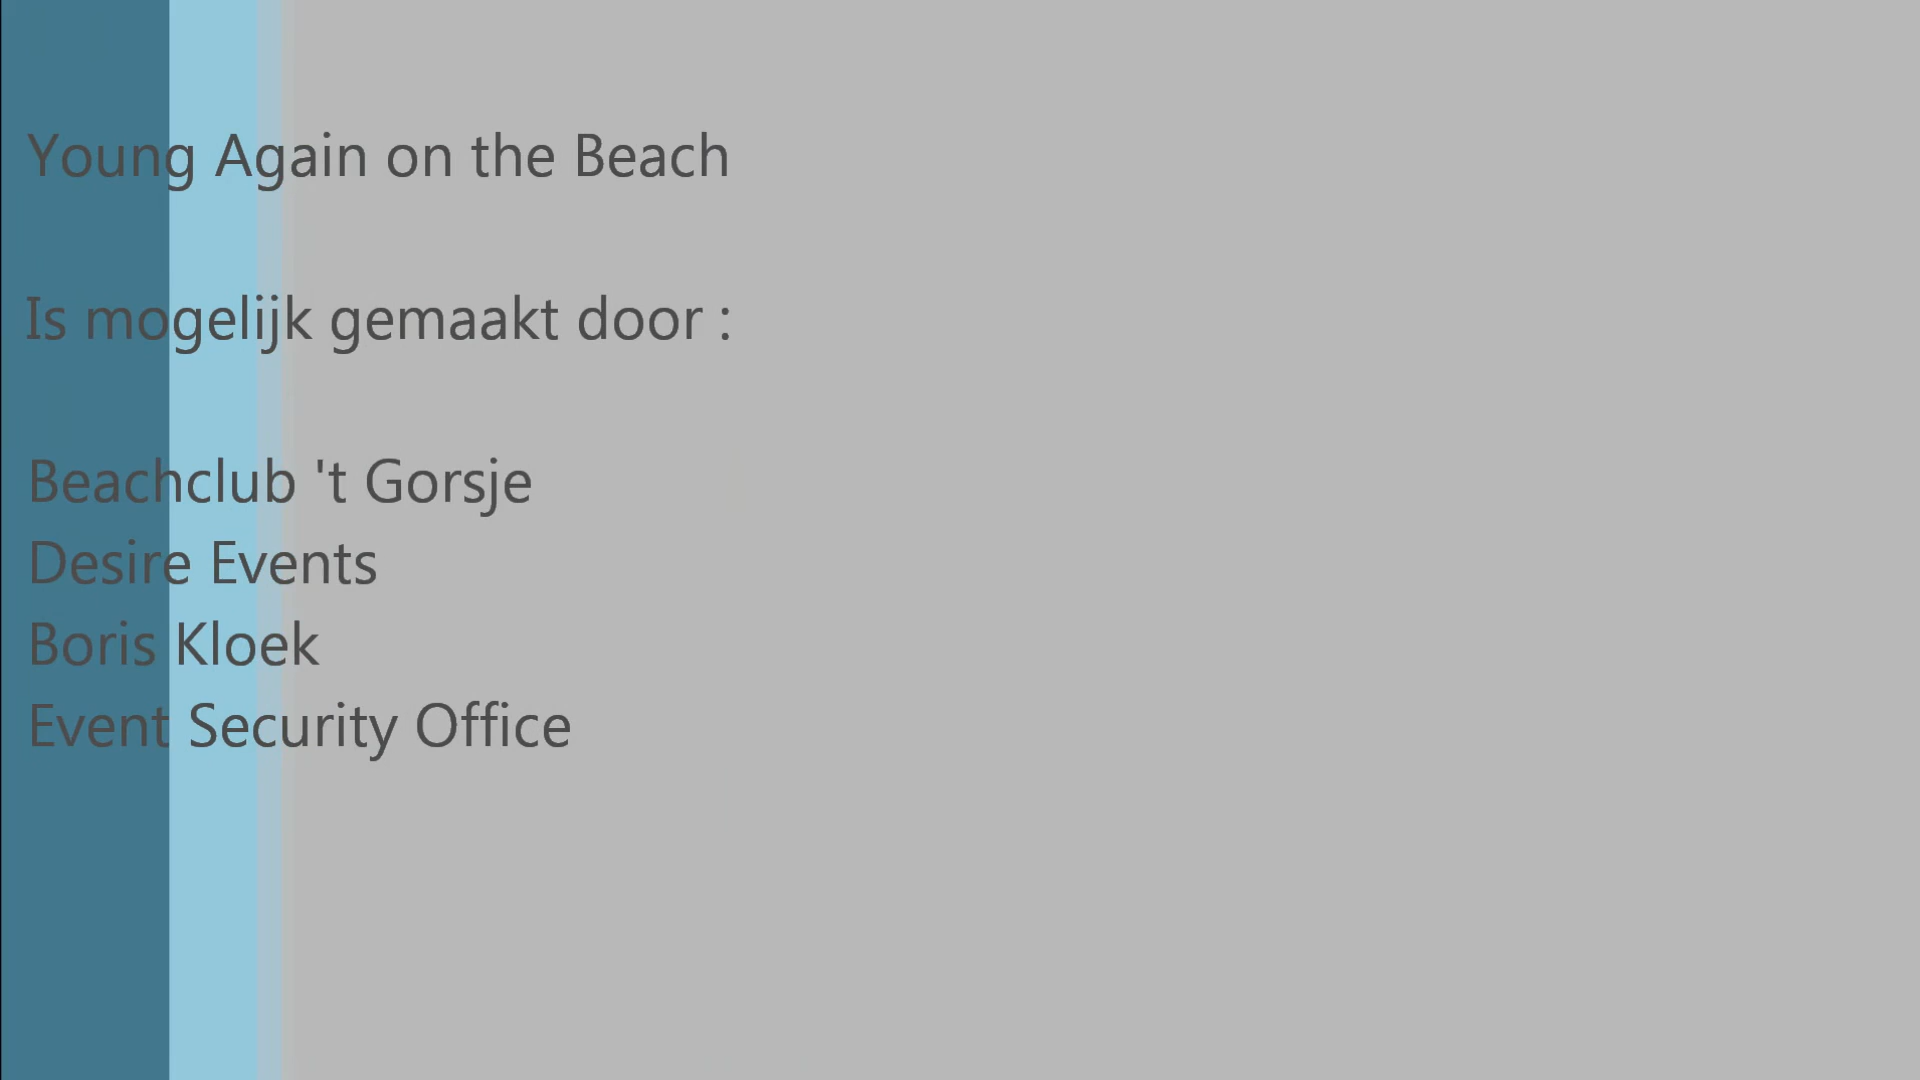 Young Again on the Beach
Is mogelijk gemaakt door :
Beachclub 't Gorsje
Desire Events
Boris Kloek
Event Security Office